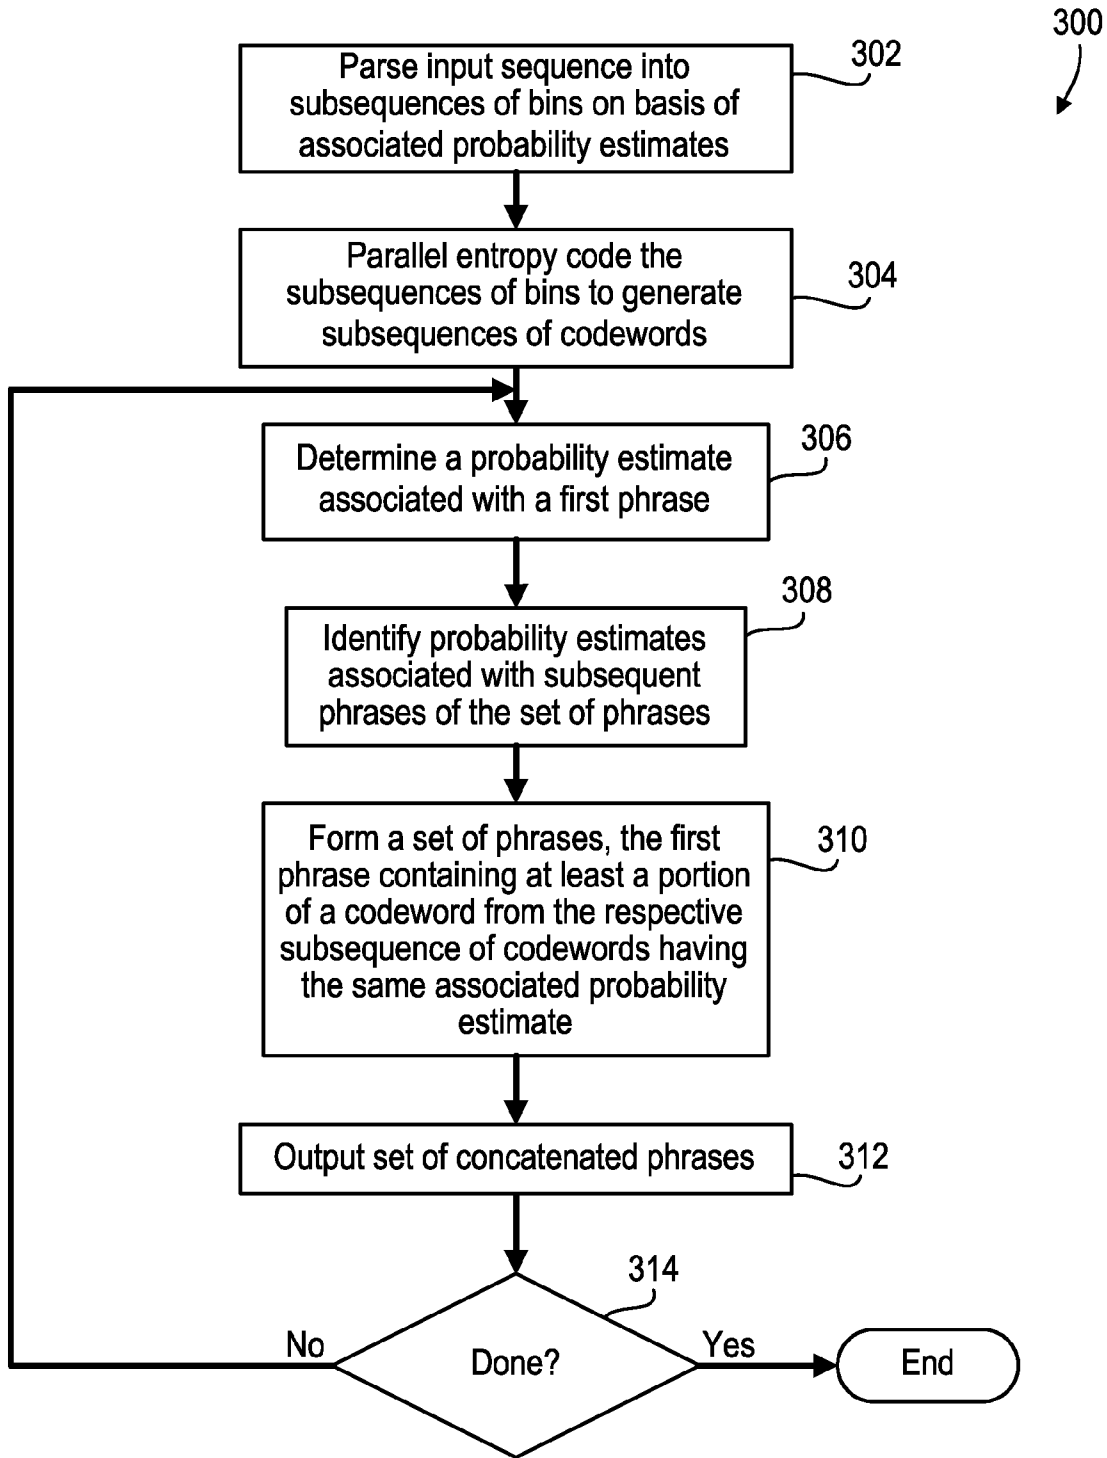 300
302
Parse input sequence into
subsequences of bins on basis of
associated probability estimates
304
Parallel entropy code the
subsequences of bins to generate
subsequences of codewords
306
Determine a probability estimate
associated with a first phrase
308
Identify probability estimates
associated with subsequent
phrases of the set of phrases
310
Form a set of phrases, the first
phrase containing at least a portion
of a codeword from the respective
subsequence of codewords having
the same associated probability
estimate
312
Output set of concatenated phrases
314
No
Done?
Yes
End